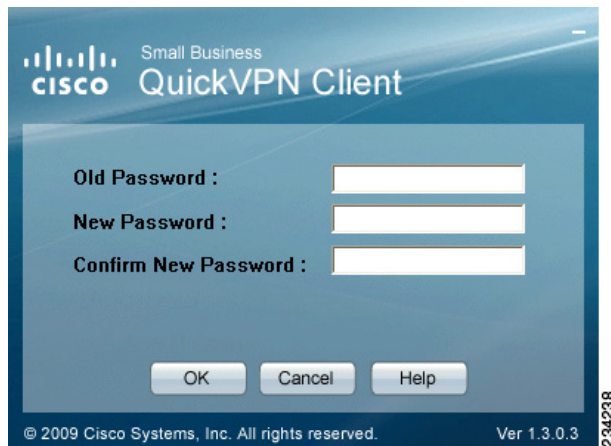 Small Business
CISCO QuickVPN Client
Old Password :
New Password :
Confirm New Password :
OK Cancel Help
© 2009 Cisco Systems, Inc. All rights reserved. Ver 1.3.0.3